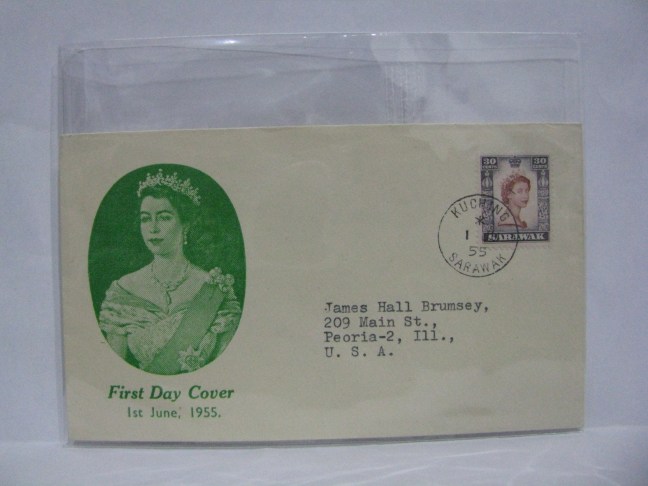 First Day Cover
1st June, 1955.
30 30
SARAWAK
KUCHING
*
1
55
SARAWAK
James Hall Brumsey,
209 Main St.,
Peoria-2, Ill.,
U. S. A.